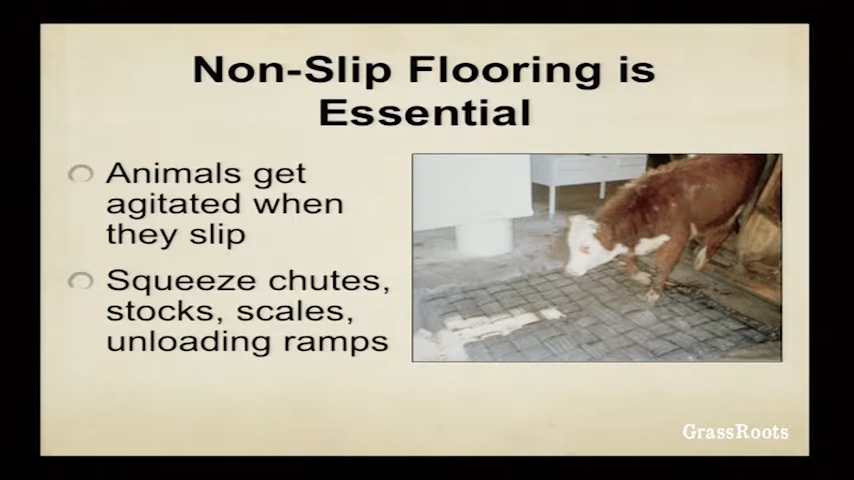 Non-Slip Flooring is
Essential
Animals get
agitated when
they slip
Squeeze chutes,
stocks, scales,
unloading ramps
GrassRoots